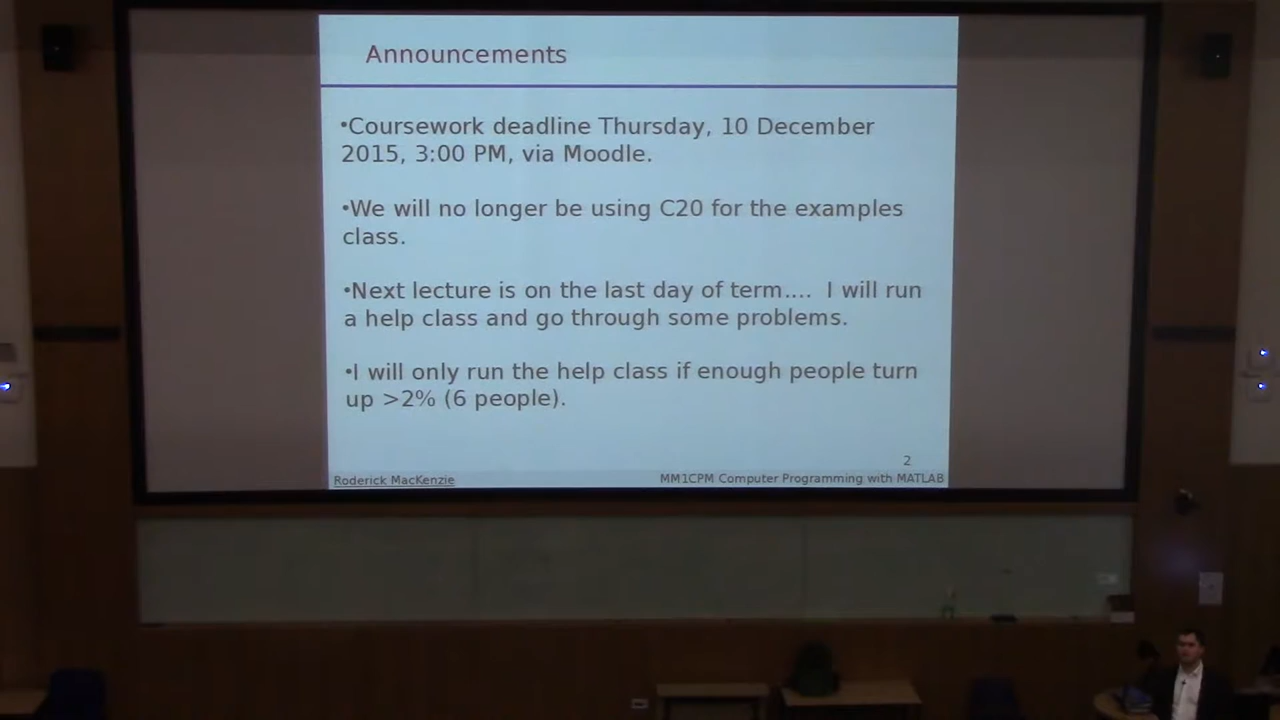 Announcements
•Coursework deadline Thursday, 10 December
2015, 3:00 PM, via Moodle.
•We will no longer be using C20 for the examples
class.
•Next lecture is on the last day of term.... I will run
a help class and go through some problems.
•I will only run the help class if enough people turn
up >2% (6 people).
2
Roderick MacKenzie
MM1CPM Computer Programming with MATLAB